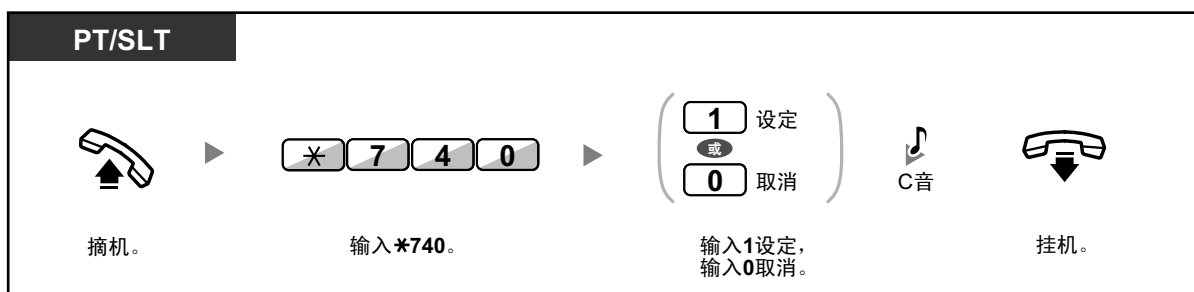 PT/SLT
* 7 4 0
1 设定
或
0 取消
C音
摘机。
输入*740。
输入1设定，
输入0取消。
挂机。